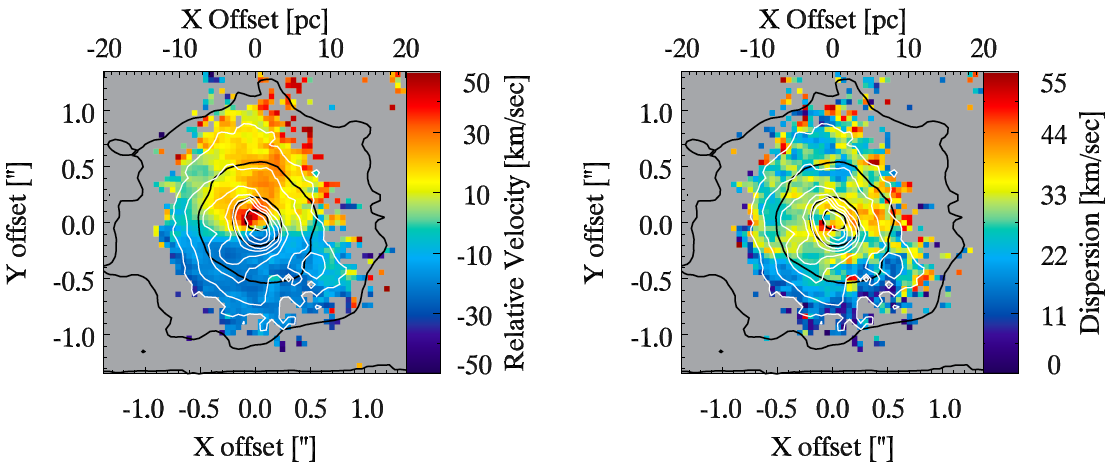 X Offset [pc]
-20 -10 0 10 20
1.0
0.5
0.0
-0.5
-1.0
Y offset ["]
-1.0 -0.5 0.0 0.5 1.0
X offset ["]
50
30
10
-10
-30
-50
Relative Velocity [km/sec]
X Offset [pc]
-20 -10 0 10 20
1.0
0.5
0.0
-0.5
-1.0
Y offset ["]
-1.0 -0.5 0.0 0.5 1.0
X offset ["]
55
44
33
22
11
0
Dispersion [km/sec]